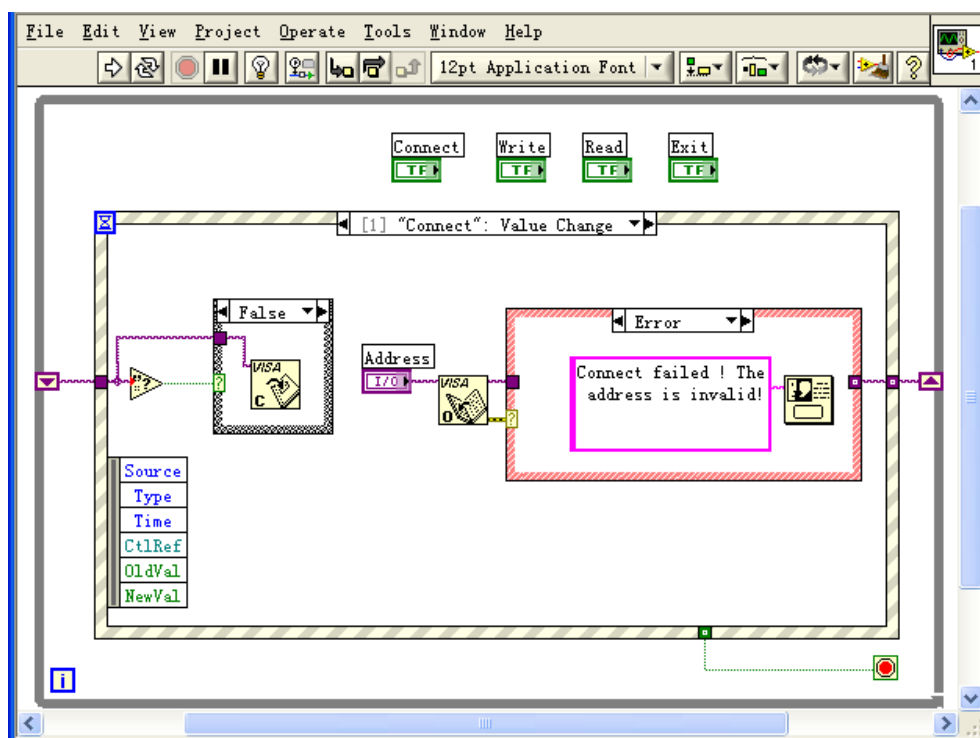 File Edit View Project Operate Tools Window Help
12pt Application Font
1
Connect Write Read Exit
TF TF TF TF
[1] "Connect": Value Change
False
Error
Address
I/O
VISA
C
VISA
O
?
?
?
Connect failed ! The
address is invalid!
Source
Type
Time
CtlRef
OldVal
NewVal
i